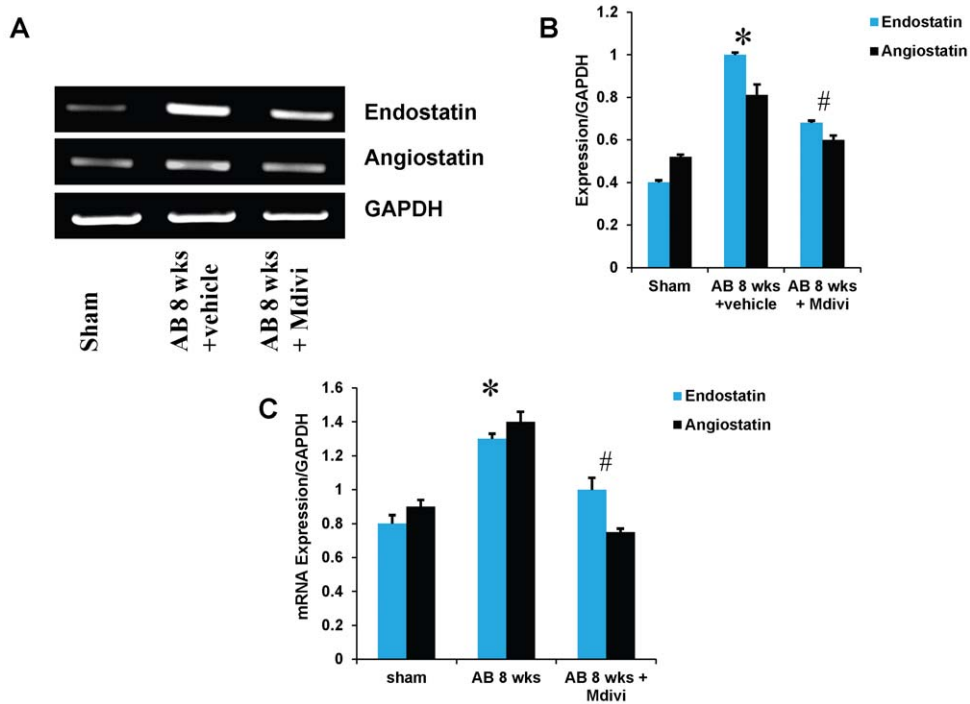 A
Endostatin
Angiostatin
GAPDH
Sham
AB 8 wks
+vehicle
AB 8 wks
+ Mdivi
B
Endostatin
Angiostatin
Expression/GAPDH
1.2
1
0.8
0.6
0.4
0.2
0
*
#
Sham
AB 8 wks
+vehicle
AB 8 wks
+ Mdivi
C
Endostatin
Angiostatin
mRNA Expression/GAPDH
1.6
1.4
1.2
1
0.8
0.6
0.4
0.2
0
*
#
sham
AB 8 wks
AB 8 wks +
Mdivi